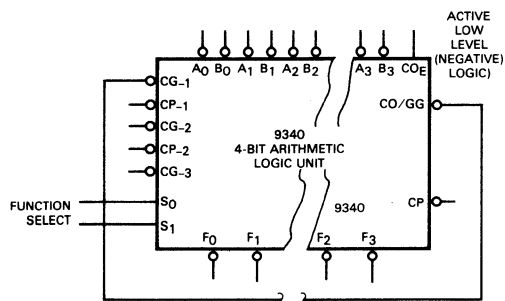 ACTIVE
LOW
LEVEL
(NEGATIVE)
LOGIC)
A0 B0 A1 B1 A2 B2 A3 B3 COE
CG-1
CP-1
CG-2
CP-2
CG-3
CO/GG
9340
4-BIT ARITHMETIC
LOGIC UNIT
9340
CP
FUNCTION
SELECT
S0
S1
F0 F1 F2 F3